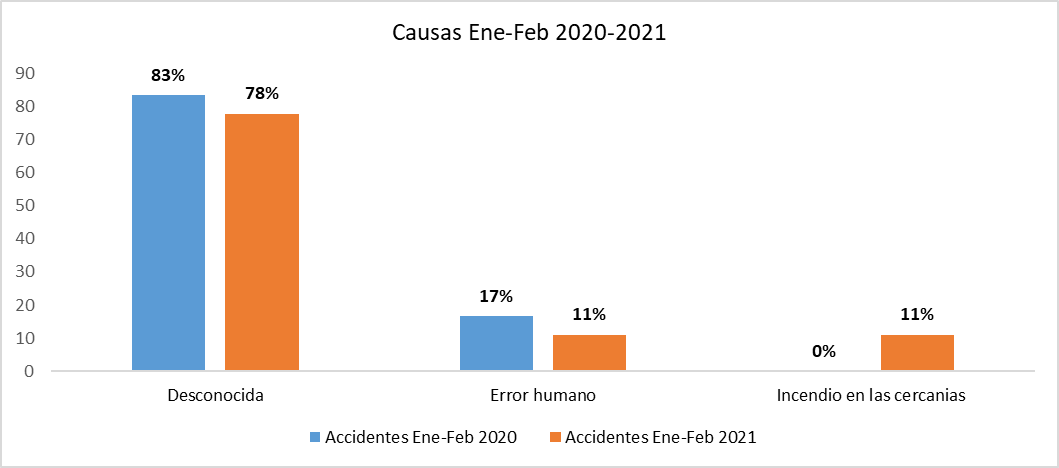 Causas Ene-Feb 2020-2021
90
80
70
60
50
40
30
20
10
0
83%
78%
17%
11%
0%
11%
Desconocida
Error humano
Incendio en las cercanias
Accidentes Ene-Feb 2020
Accidentes Ene-Feb 2021